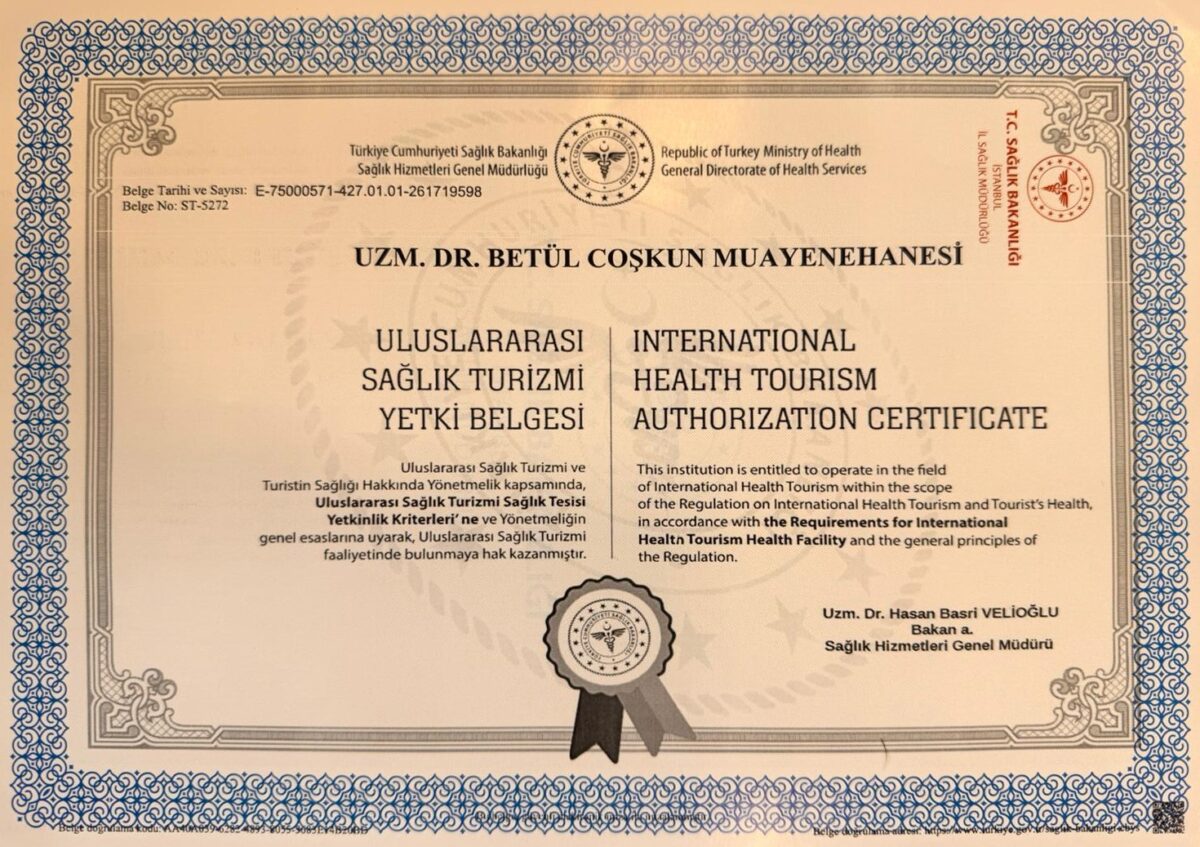 Türkiye Cumhuriyeti Sağlık Bakanlığı
Sağlık Hizmetleri Genel Müdürlüğü
Republic of Turkey Ministry of Health
General Directorate of Health Services
T.C. SAĞLIK BAKANLIĞI
İSTANBUL
İL SAĞLIK MÜDÜRLÜĞÜ
Belge Tarihi ve Sayısı: E-75000571-427.01.01-261719598
Belge No: ST-5272
UZM. DR. BETÜL COŞKUN MUAYENEHANESİ
ULUSLARARASI
SAĞLIK TURİZMİ
YETKİ BELGESİ
INTERNATIONAL
HEALTH TOURISM
AUTHORIZATION CERTIFICATE
Uluslararası Sağlık Turizmi ve
Turistin Sağlığı Hakkında Yönetmelik kapsamında,
Uluslararası Sağlık Turizmi Sağlık Tesisi
Yetkinlik Kriterleri' ne ve Yönetmeliğin
genel esaslarına uyarak, Uluslararası Sağlık Turizmi
faaliyetinde bulunmaya hak kazanmıştır.
This institution is entitled to operate in the field
of International Health Tourism within the scope
of the Regulation on International Health Tourism and Tourist's Health,
in accordance with the Requirements for International
Health Tourism Health Facility and the general principles of
the Regulation.
Uzm. Dr. Hasan Basri VELİOĞLU
Bakan a.
Sağlık Hizmetleri Genel Müdürü
Belge doğrulama kodu:
Belge doğrulama adresi: